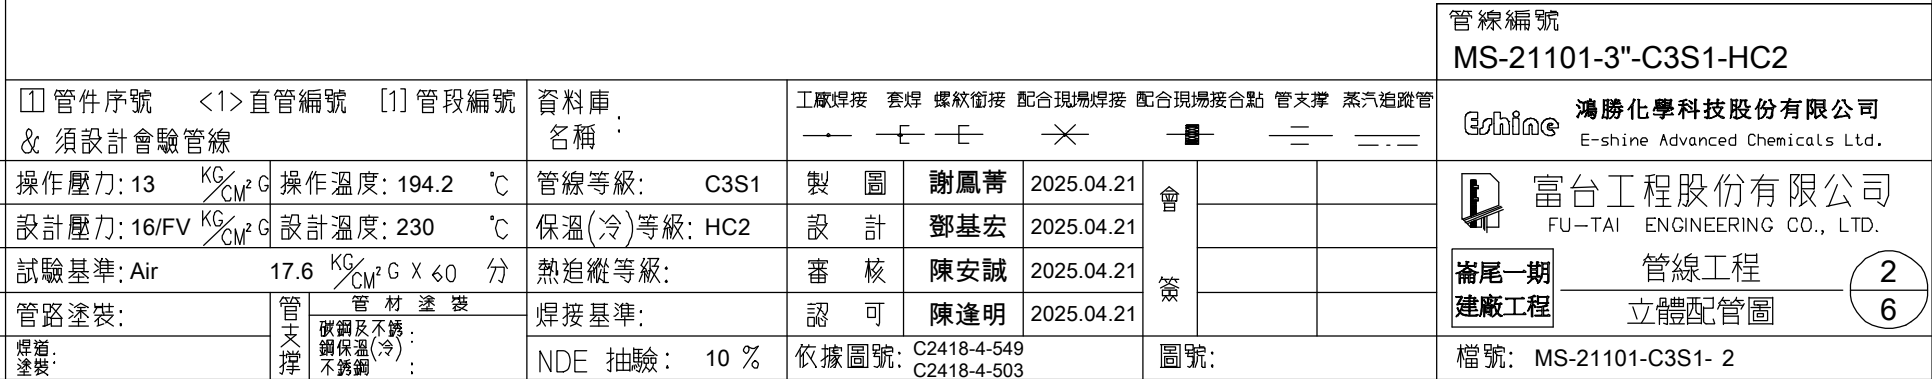 管線編號
MS-21101-3"-C3S1-HC2
1 管件序號 <1>直管編號 [1]管段編號
& 須設計會驗管線
資料庫
名稱 :
工廠焊接 套焊 螺紋銜接 配合現場焊接 配合現場接合點 管支撐 蒸汽追蹤管
Eshine 鴻勝化學科技股份有限公司
E-shine Advanced Chemicals Ltd.
操作壓力: 13 KG/CM² G 操作溫度: 194.2 °C 管線等級: C3S1
設計壓力: 16/FV KG/CM² G 設計溫度: 230 °C 保溫(冷)等級: HC2
試驗基準: Air 17.6 KG/CM² G X 60 分 熱追縱等級:
管路塗裝:
焊道:
塗裝:
管支撐
管 材 塗 裝
碳鋼及不銹 :
鋼保溫(冷) :
不銹鋼 :
焊接基準:
NDE 抽驗: 10 %
製 圖 謝鳳菁 2025.04.21
設 計 鄧基宏 2025.04.21
審 核 陳安誠 2025.04.21
認 可 陳逢明 2025.04.21
會 簽
依據圖號: C2418-4-549
C2418-4-503
圖號:
富台工程股份有限公司
FU-TAI ENGINEERING CO., LTD.
崙尾一期
建廠工程
管線工程
立體配管圖
2
6
檔號: MS-21101-C3S1- 2